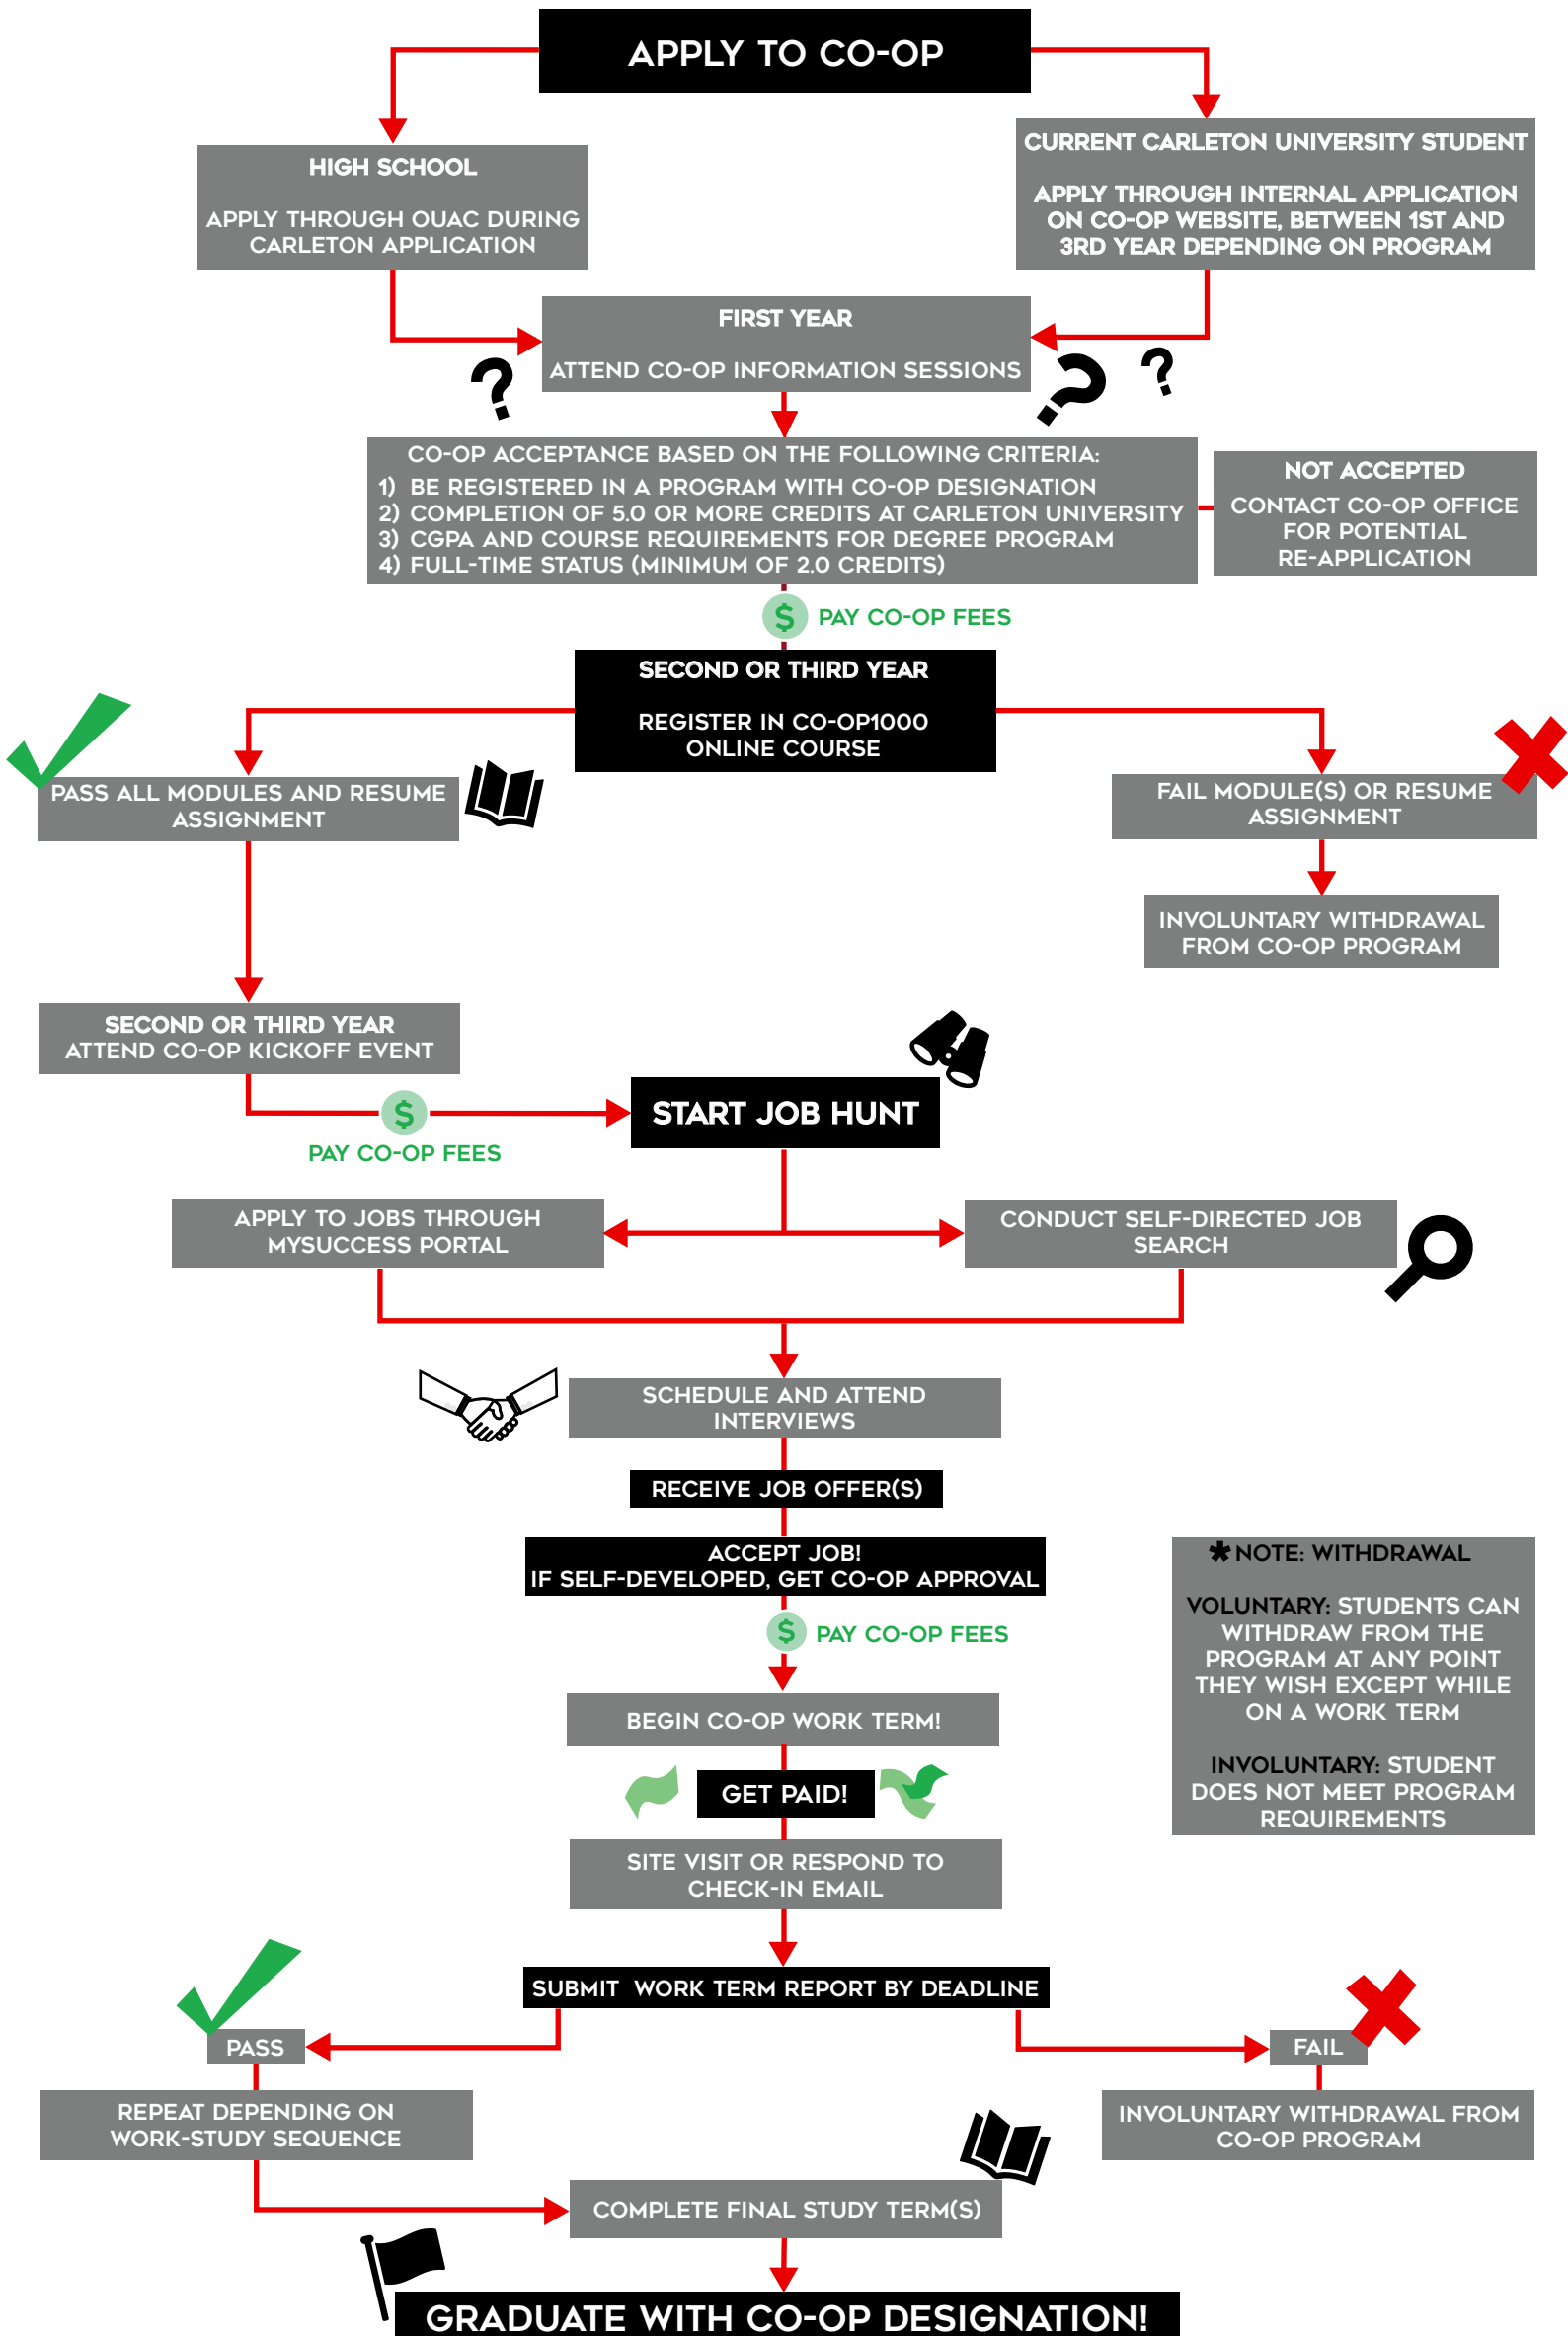 APPLY TO CO-OP
HIGH SCHOOL
APPLY THROUGH OUAC DURING
CARLETON APPLICATION
CURRENT CARLETON UNIVERSITY STUDENT
APPLY THROUGH INTERNAL APPLICATION
ON CO-OP WEBSITE, BETWEEN 1ST AND
3RD YEAR DEPENDING ON PROGRAM
FIRST YEAR
ATTEND CO-OP INFORMATION SESSIONS
?
?
?
CO-OP ACCEPTANCE BASED ON THE FOLLOWING CRITERIA:
1) BE REGISTERED IN A PROGRAM WITH CO-OP DESIGNATION
2) COMPLETION OF 5.0 OR MORE CREDITS AT CARLETON UNIVERSITY
3) CGPA AND COURSE REQUIREMENTS FOR DEGREE PROGRAM
4) FULL-TIME STATUS (MINIMUM OF 2.0 CREDITS)
NOT ACCEPTED
CONTACT CO-OP OFFICE
FOR POTENTIAL
RE-APPLICATION
$ PAY CO-OP FEES
SECOND OR THIRD YEAR
REGISTER IN CO-OP1000
ONLINE COURSE
PASS ALL MODULES AND RESUME
ASSIGNMENT
FAIL MODULE(S) OR RESUME
ASSIGNMENT
INVOLUNTARY WITHDRAWAL
FROM CO-OP PROGRAM
SECOND OR THIRD YEAR
ATTEND CO-OP KICKOFF EVENT
$
PAY CO-OP FEES
START JOB HUNT
APPLY TO JOBS THROUGH
MYSUCCESS PORTAL
CONDUCT SELF-DIRECTED JOB
SEARCH
SCHEDULE AND ATTEND
INTERVIEWS
RECEIVE JOB OFFER(S)
ACCEPT JOB!
IF SELF-DEVELOPED, GET CO-OP APPROVAL
$ PAY CO-OP FEES
*NOTE: WITHDRAWAL
VOLUNTARY: STUDENTS CAN
WITHDRAW FROM THE
PROGRAM AT ANY POINT
THEY WISH EXCEPT WHILE
ON A WORK TERM
INVOLUNTARY: STUDENT
DOES NOT MEET PROGRAM
REQUIREMENTS
BEGIN CO-OP WORK TERM!
GET PAID!
SITE VISIT OR RESPOND TO
CHECK-IN EMAIL
SUBMIT WORK TERM REPORT BY DEADLINE
PASS
FAIL
REPEAT DEPENDING ON
WORK-STUDY SEQUENCE
INVOLUNTARY WITHDRAWAL FROM
CO-OP PROGRAM
COMPLETE FINAL STUDY TERM(S)
GRADUATE WITH CO-OP DESIGNATION!